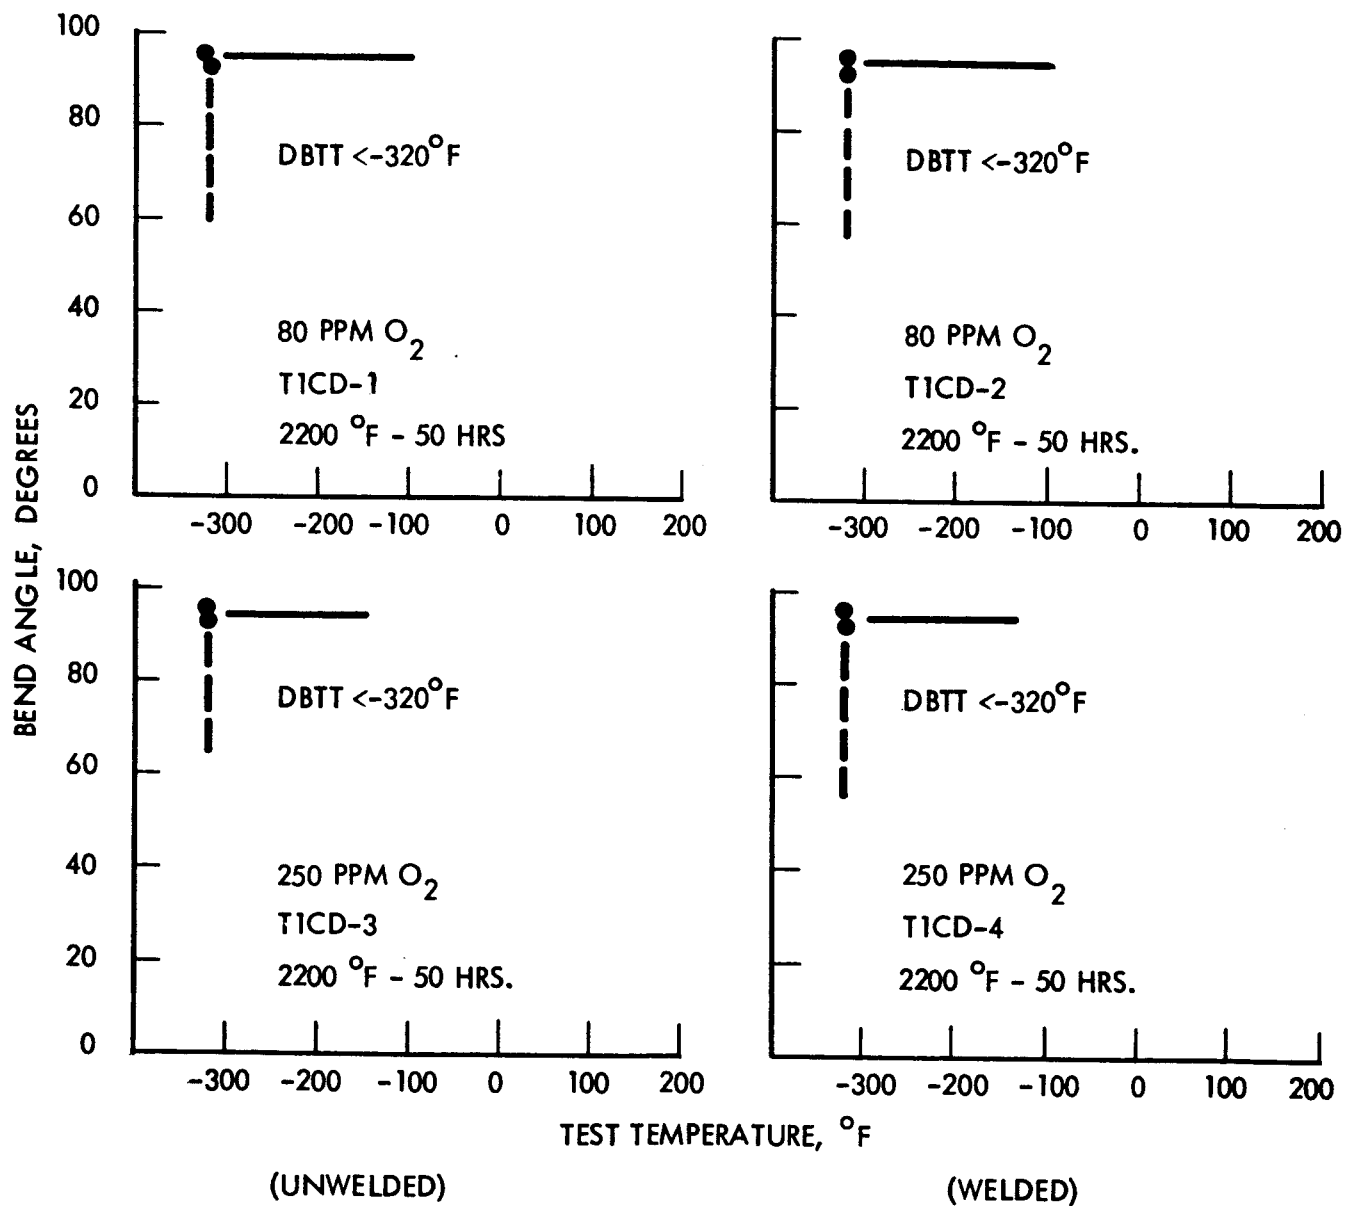 BEND ANGLE, DEGREES
100
80
60
40
20
0
DBTT <-320°F
80 PPM O2
T1CD-1
2200 °F - 50 HRS
-300 -200 -100 0 100 200
DBTT <-320°F
80 PPM O2
T1CD-2
2200 °F - 50 HRS.
-300 -200 -100 0 100 200
100
80
60
40
20
0
DBTT <-320°F
250 PPM O2
T1CD-3
2200 °F - 50 HRS.
-300 -200 -100 0 100 200
DBTT <-320°F
250 PPM O2
T1CD-4
2200 °F - 50 HRS.
-300 -200 -100 0 100 200
TEST TEMPERATURE, °F
(UNWELDED)
(WELDED)